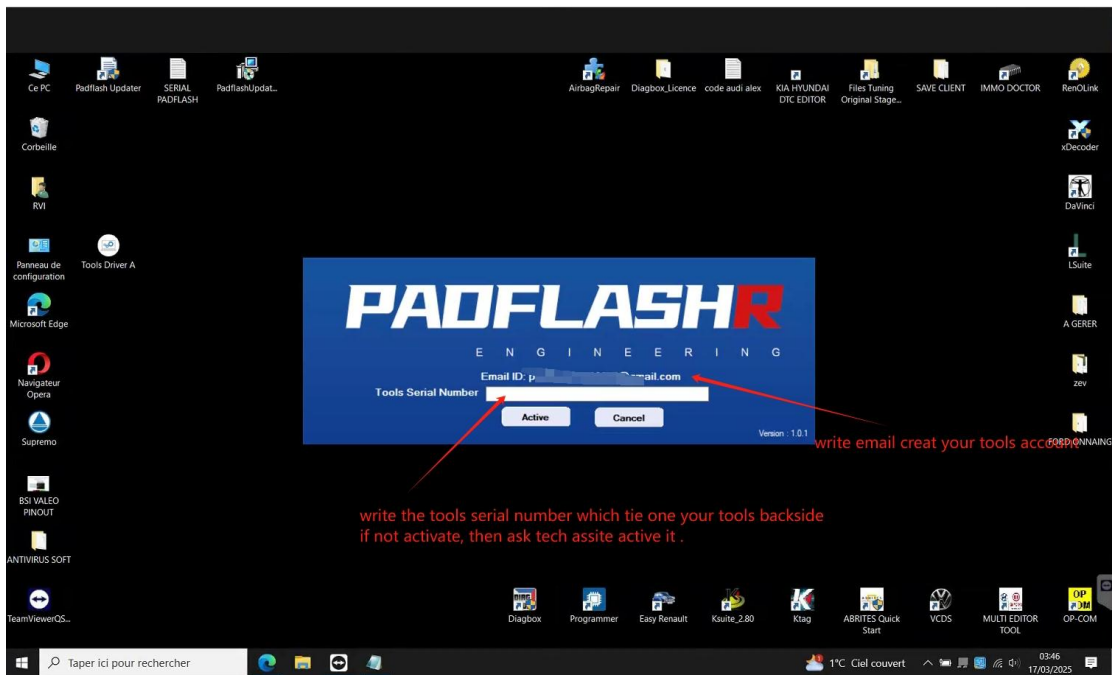 Ce PC
Padflash Updater
SERIAL
PADFLASH
PadflashUpdat...
AirbagRepair
Diagbox_Licence
code audi alex
KIA HYUNDAI
DTC EDITOR
Files Tuning
Original Stage...
SAVE CLIENT
IMMO DOCTOR
RenOLink
Corbeille
xDecoder
RVI
DaVinci
Panneau de
configuration
Tools Driver A
LSuite
PADFLASHR
ENGINEERING
Microsoft Edge
A GERER
Email ID: p @gmail.com
Tools Serial Number
Active
Cancel
Version : 1.0.1
Navigateur
Opera
zev
Supremo
write email creat your tools account
FORD ONNAING
BSI VALEO
PINOUT
write the tools serial number which tie one your tools backside
if not activate, then ask tech assite active it .
ANTIVIRUS SOFT
TeamViewerQS...
DIAG
Diagbox
Programmer
Easy Renault
Ksuite_2.80
Ktag
ABRITES Quick
Start
VCDS
MULTI EDITOR
TOOL
OP
COM
OP-COM
Taper ici pour rechercher
1°C Ciel couvert
03:46
17/03/2025